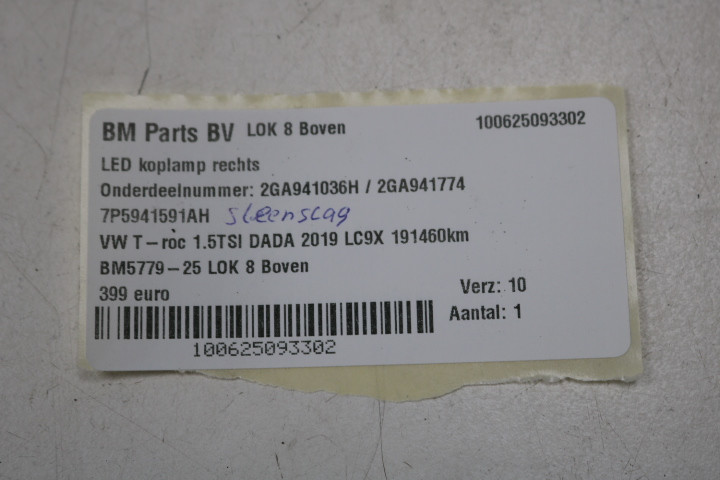 BM Parts BV LOK 8 Boven 100625093302
LED koplamp rechts
Onderdeelnummer: 2GA941036H / 2GA941774
7P5941591AH steenslag
VW T-roc 1.5TSI DADA 2019 LC9X 191460km
BM5779-25 LOK 8 Boven
399 euro Verz: 10
Aantal: 1
100625093302